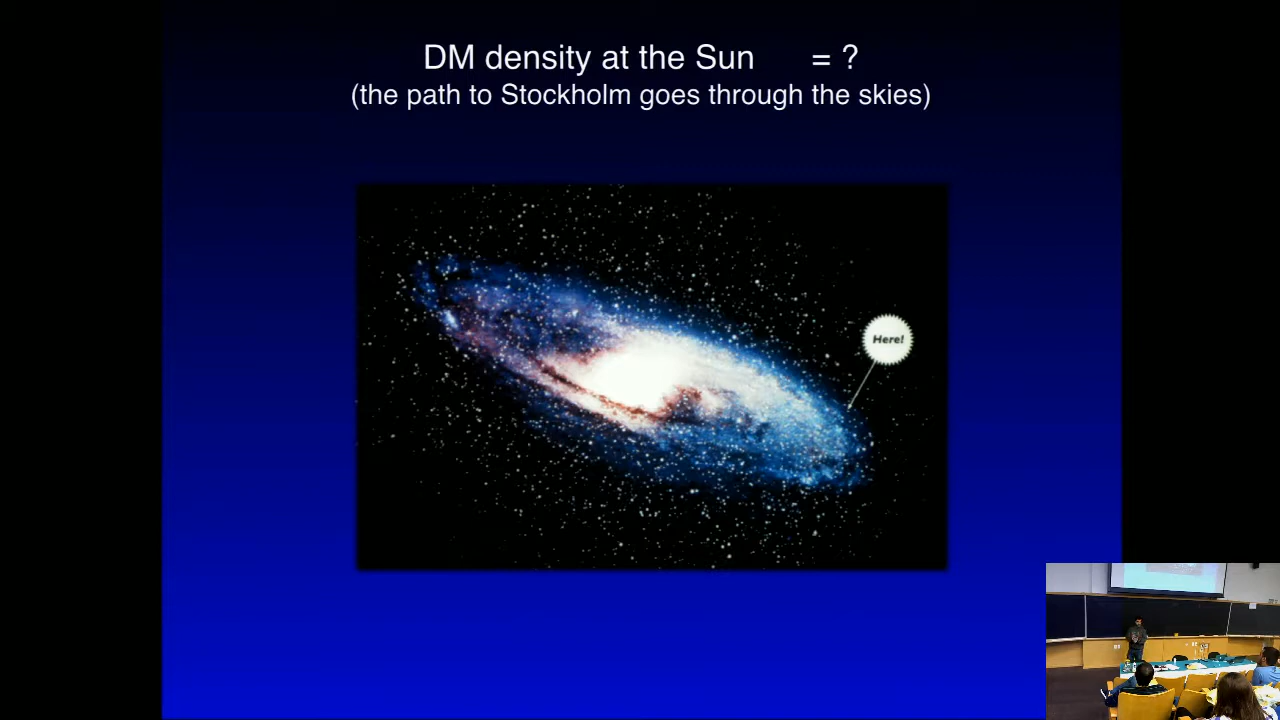 DM density at the Sun = ?
(the path to Stockholm goes through the skies)
Here!